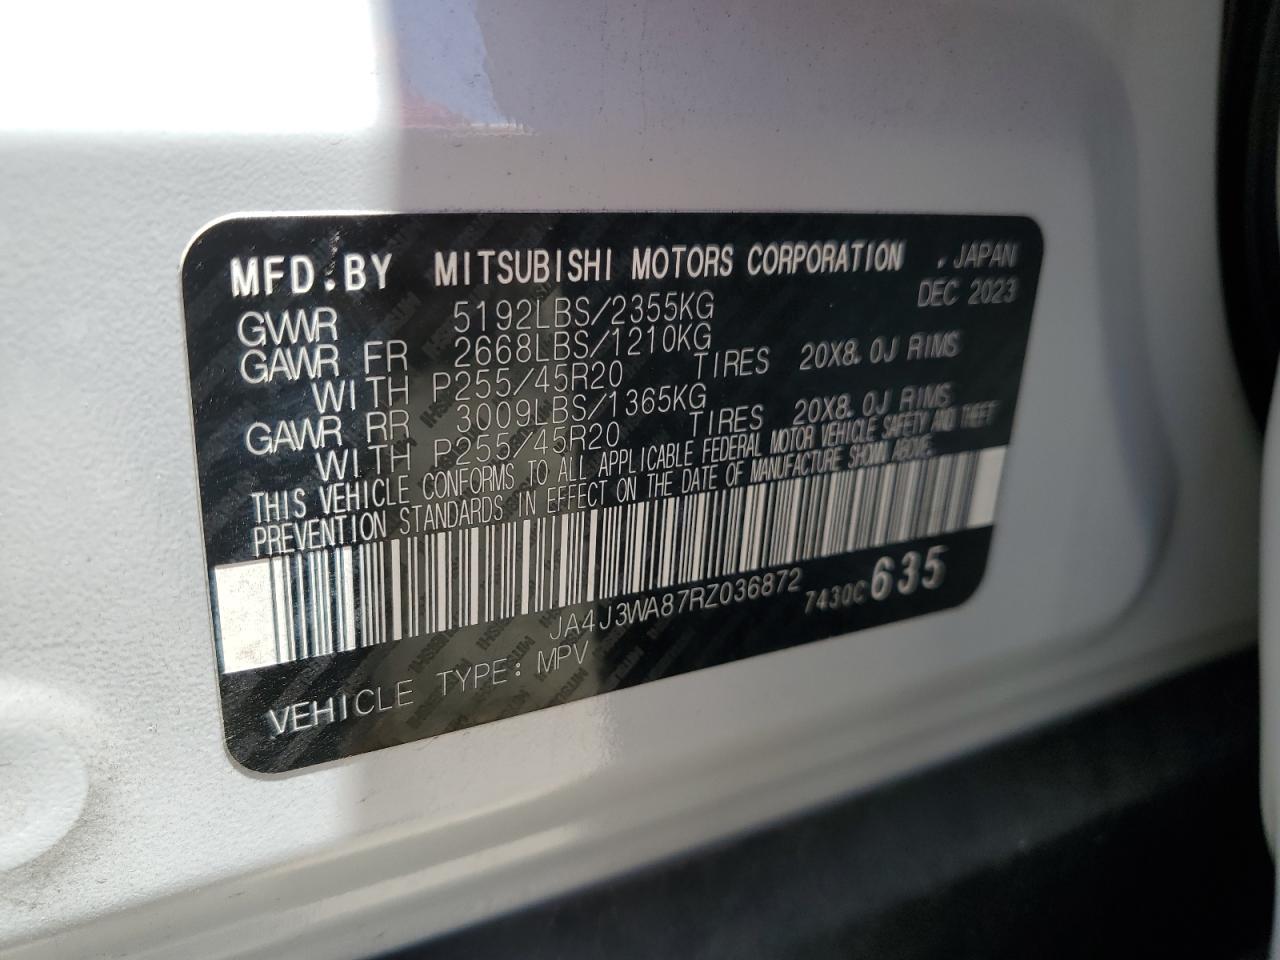 MFD.BY MITSUBISHI MOTORS CORPORATION . JAPAN
DEC 2023
GVWR 5192LBS/2355KG
GAWR FR 2668LBS/1210KG
WITH P255/45R20 TIRES 20X8.0J RIMS
GAWR RR 3009LBS/1365KG
WITH P255/45R20 TIRES 20X8.0J RIMS
THIS VEHICLE CONFORMS TO ALL APPLICABLE FEDERAL MOTOR VEHICLE SAFETY AND THEFT
PREVENTION STANDARDS IN EFFECT ON THE DATE OF MANUFACTURE SHOWN ABOVE.
JA4J3WA87RZ036872 7430C 635
VEHICLE TYPE: MPV